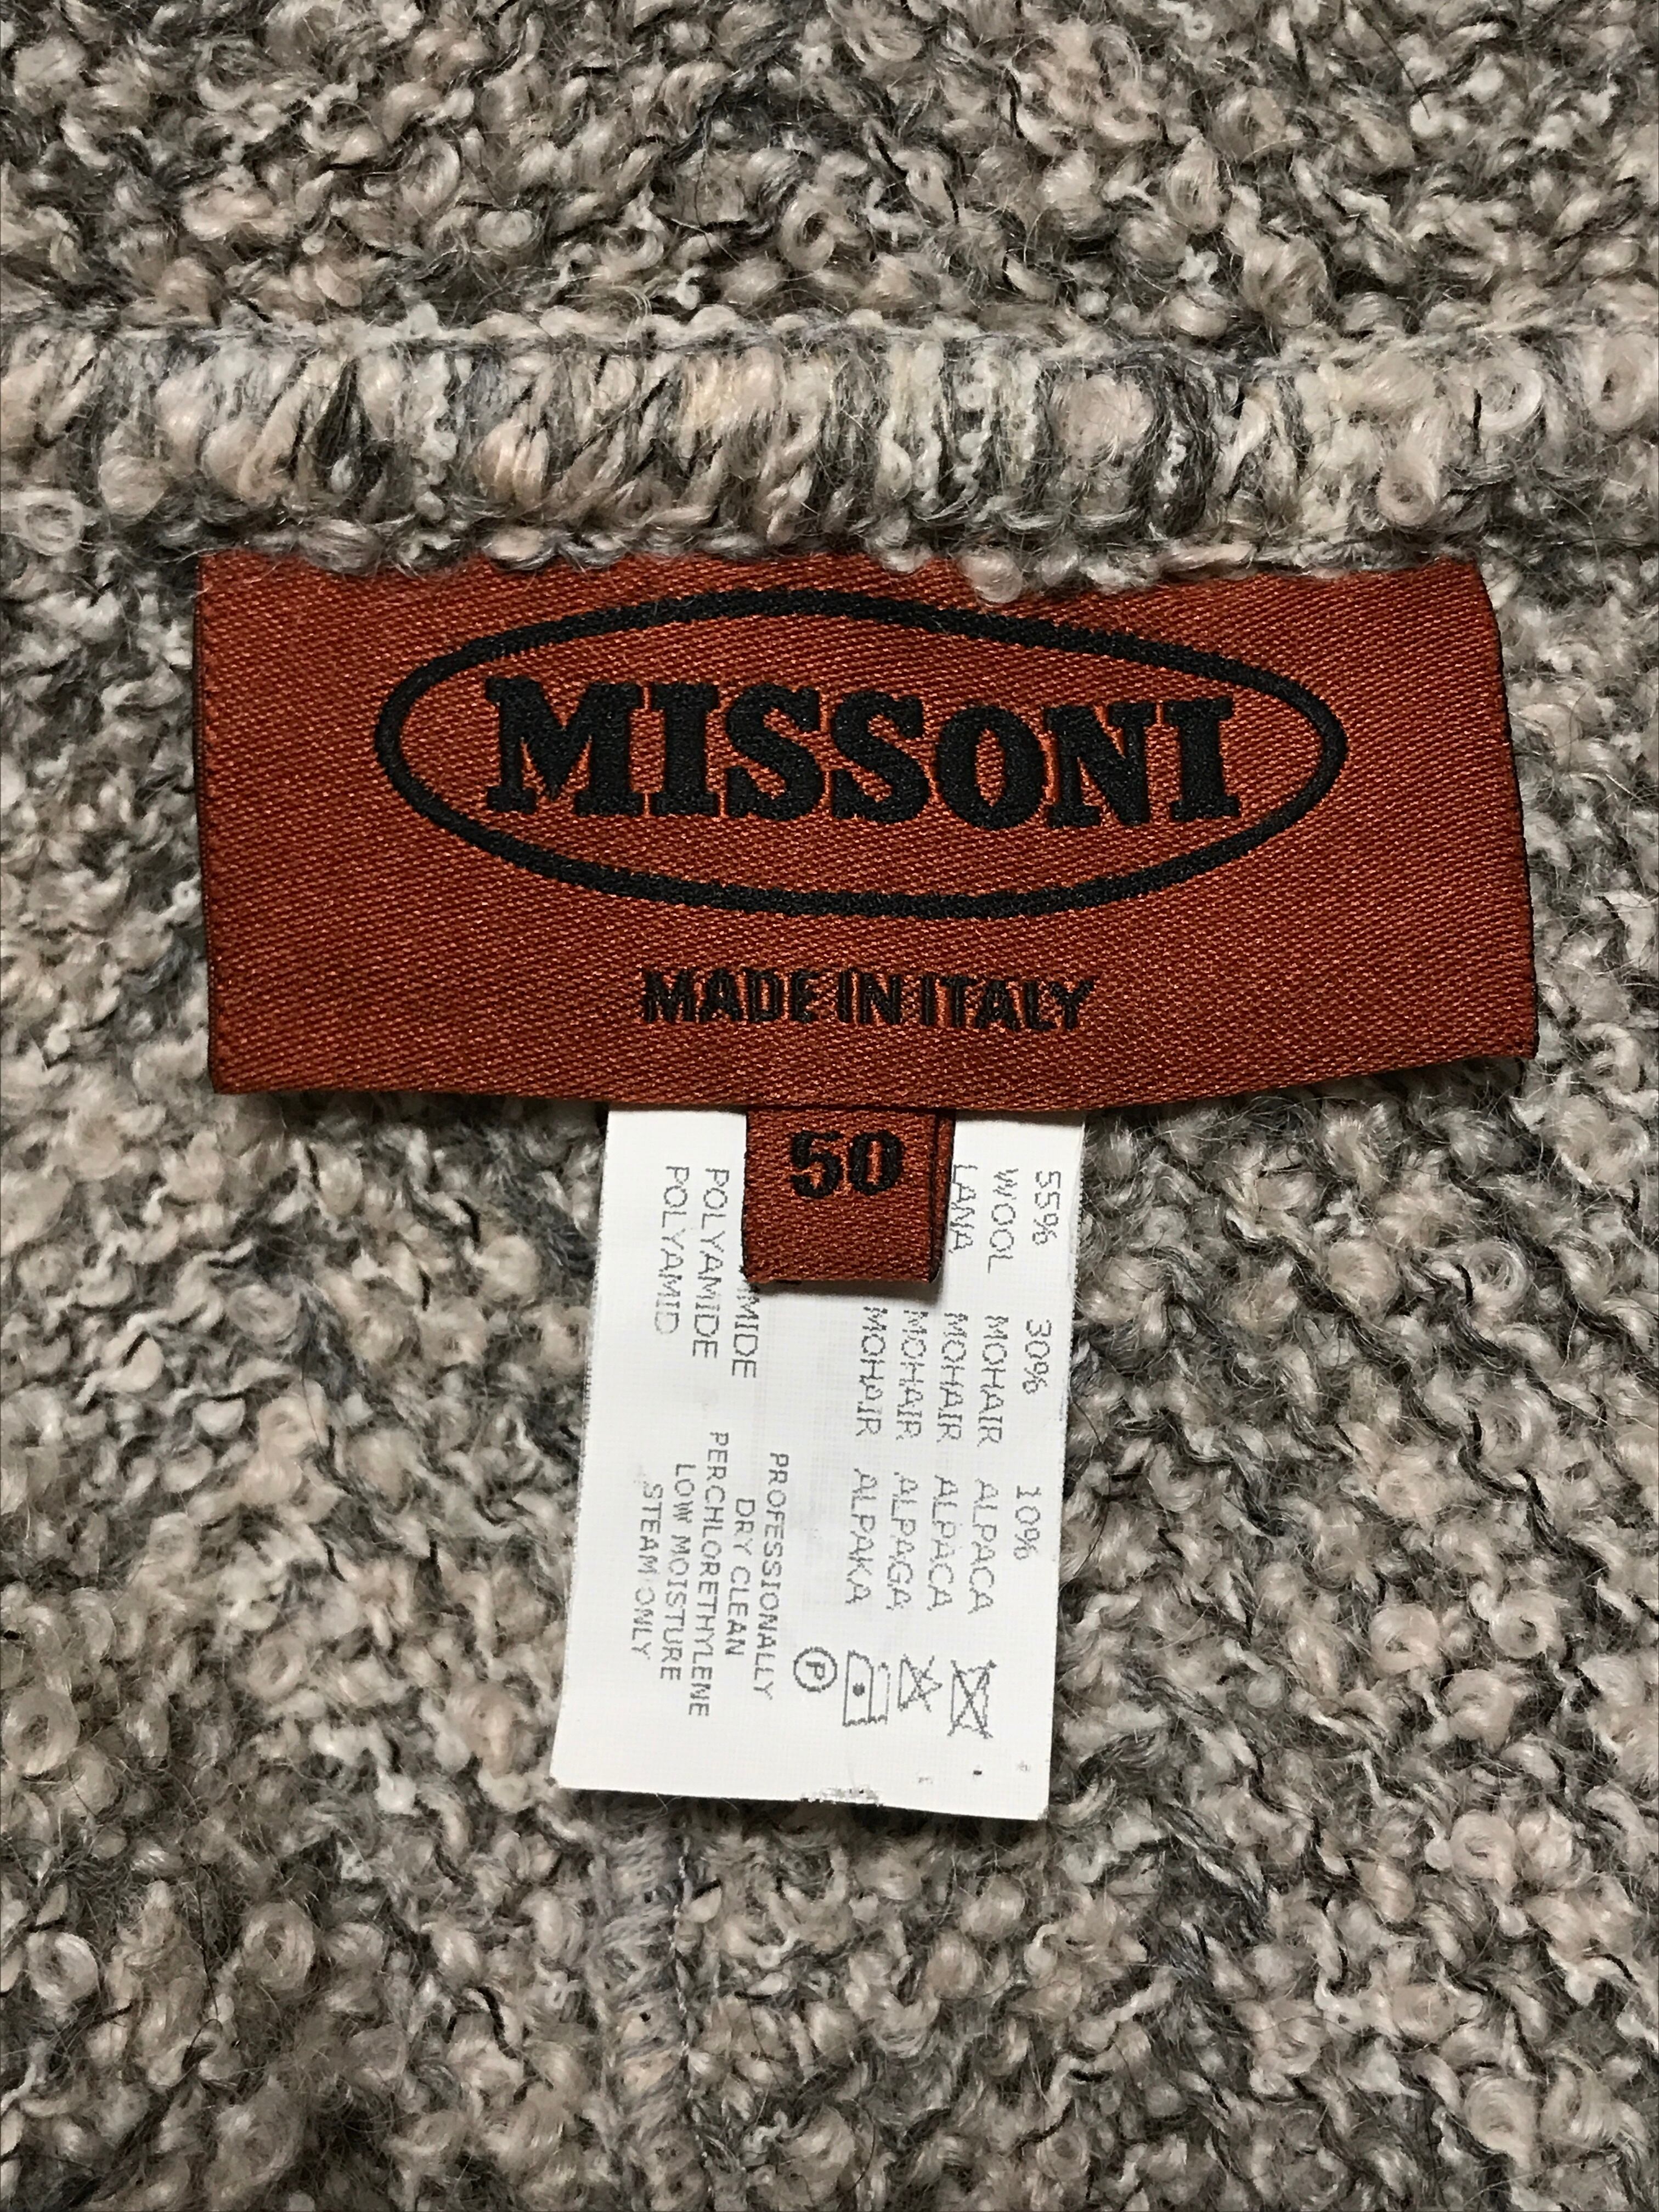 MISSONI
MADE IN ITALY
50
55% 30% 10%
WOOL MOHAIR ALPACA
LANA MOHAIR ALPACA
MOHAIR ALPAGA
MOHAIR ALPAKA
P
POLYAMIDE
POLYAMID
PROFESSIONALLY
DRY CLEAN
PERCHLORETHYLENE
LOW MOISTURE
STEAM ONLY